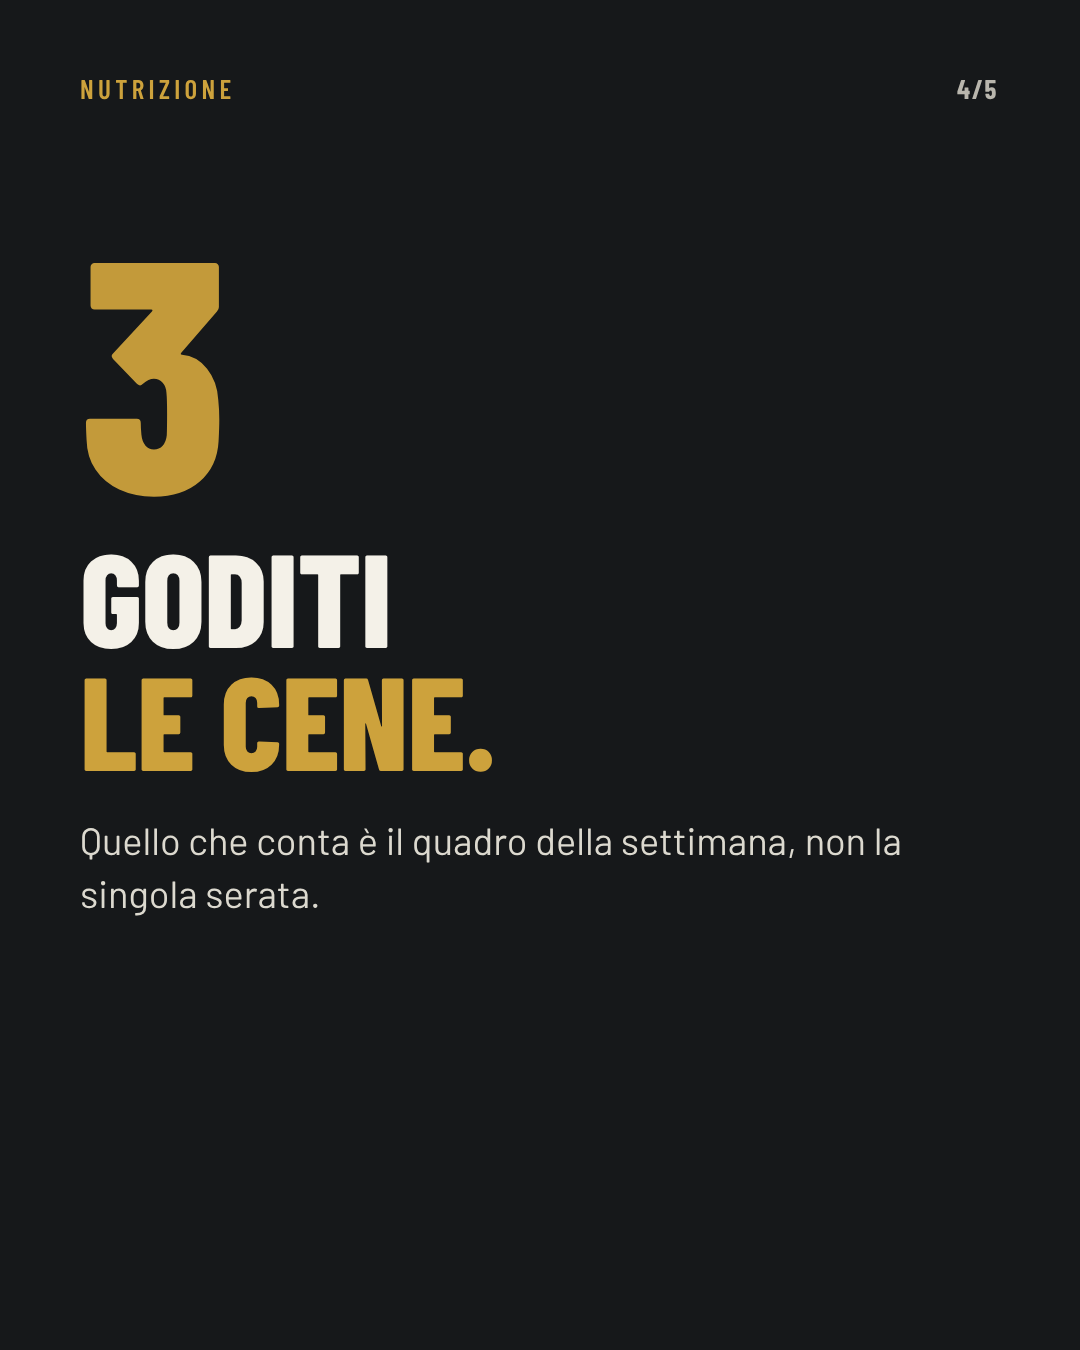 NUTRIZIONE
4/5
3
GODITI
LE CENE.
Quello che conta è il quadro della settimana, non la
singola serata.